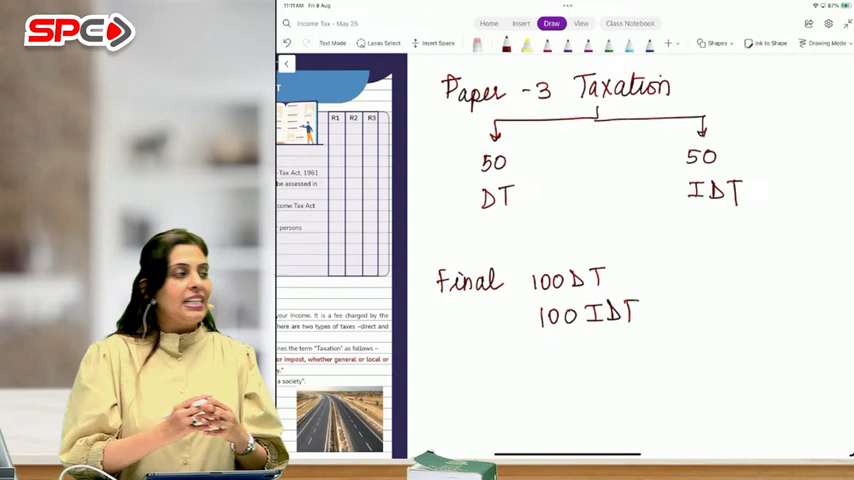 SPC
11:11 AM Fri 9 Aug
87%
Income Tax - May 25
Home Insert Draw View Class Notebook
Text Mode Lasso Select Insert Space Shapes Ink to Shape Drawing Mode
T
R1 R2 R3
Tax Act, 1961
be assessed in
come Tax Act
persons
your income. It is a fee charged by the
here are two types of taxes –direct and
nes the term "Taxation" as follows –
or impost, whether general or local or
y."
a society".
Paper - 3 Taxation
50 50
DT IDT
Final 100 DT
100 IDT